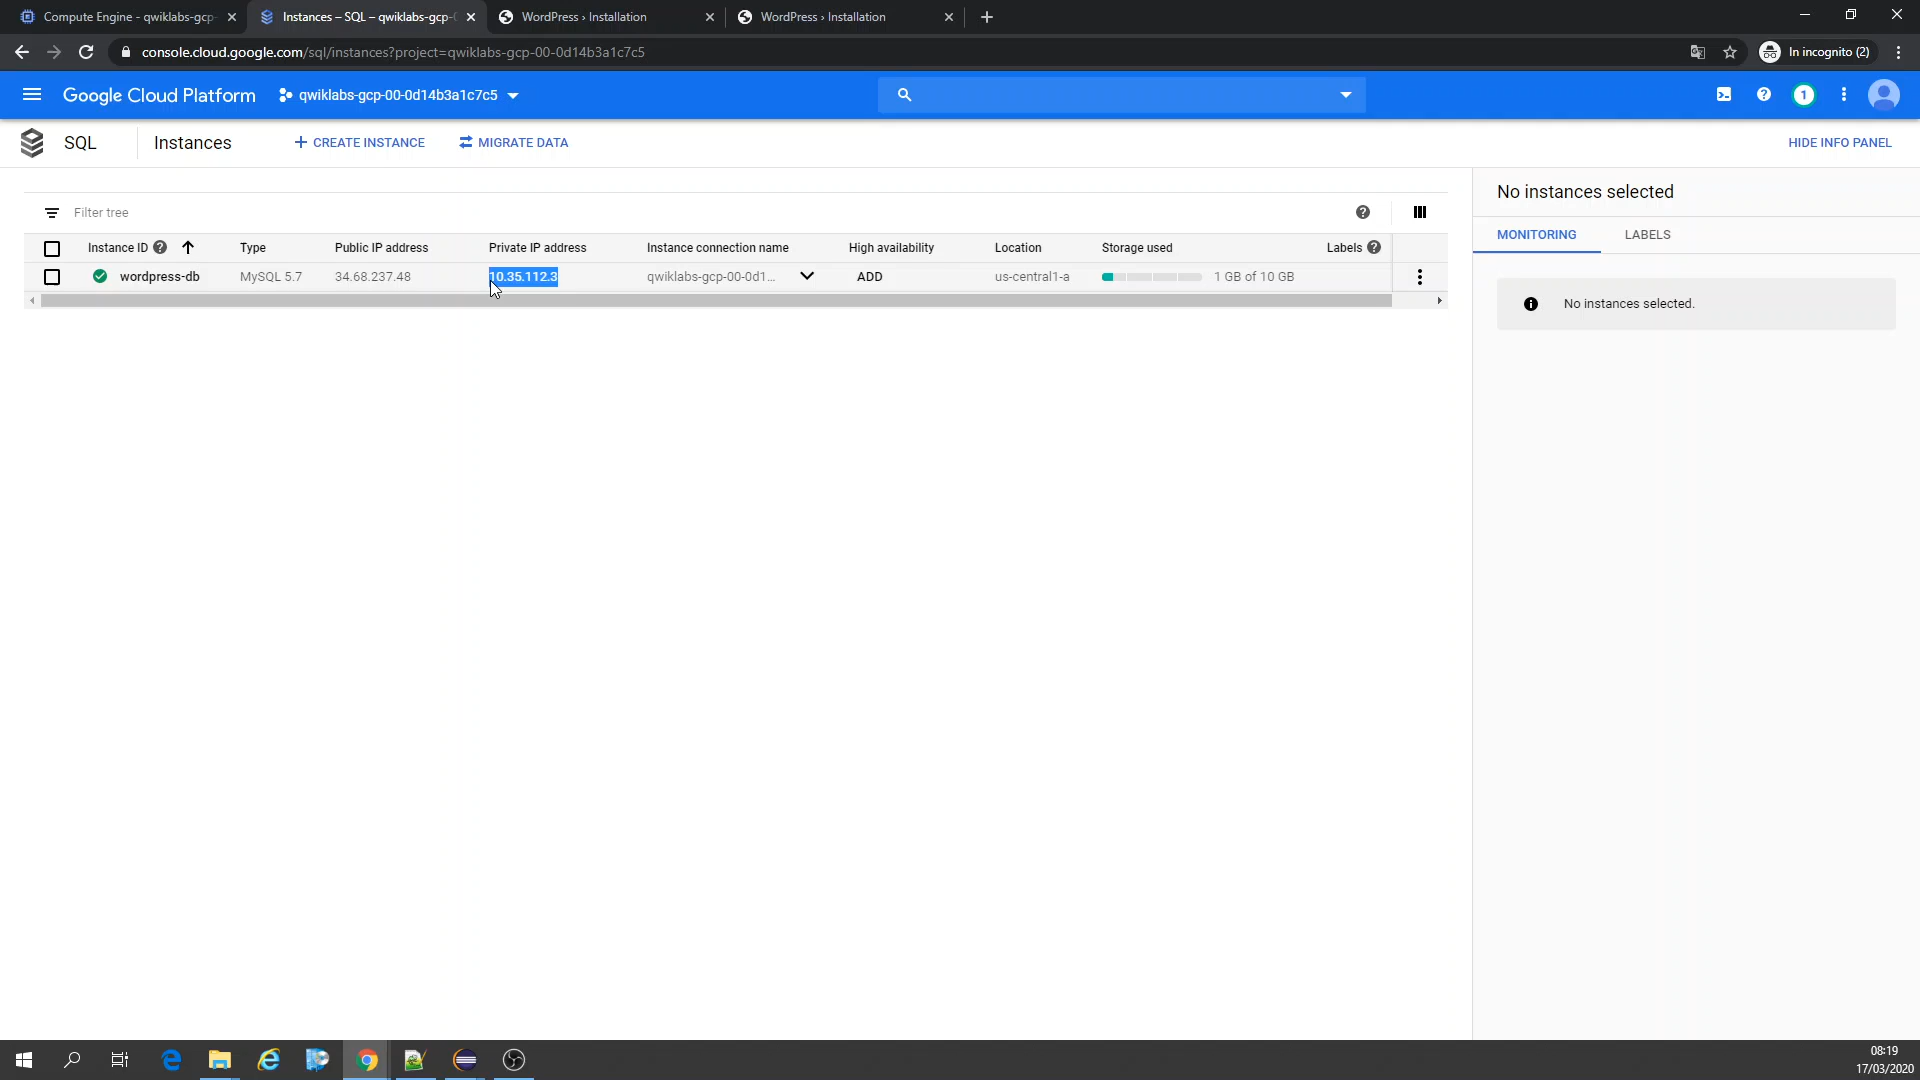 Compute Engine - qwiklabs-gcp-
Instances – SQL – qwiklabs-gcp-
WordPress › Installation
WordPress › Installation
console.cloud.google.com/sql/instances?project=qwiklabs-gcp-00-0d14b3a1c7c5
In incognito (2)
Google Cloud Platform
qwiklabs-gcp-00-0d14b3a1c7c5
1
SQL
Instances
CREATE INSTANCE
MIGRATE DATA
HIDE INFO PANEL
Filter tree
Instance ID Type Public IP address Private IP address Instance connection name High availability Location Storage used Labels
wordpress-db MySQL 5.7 34.68.237.48 10.35.112.3 qwiklabs-gcp-00-0d1... ADD us-central1-a 1 GB of 10 GB
No instances selected
MONITORING
LABELS
No instances selected.
08:19
17/03/2020